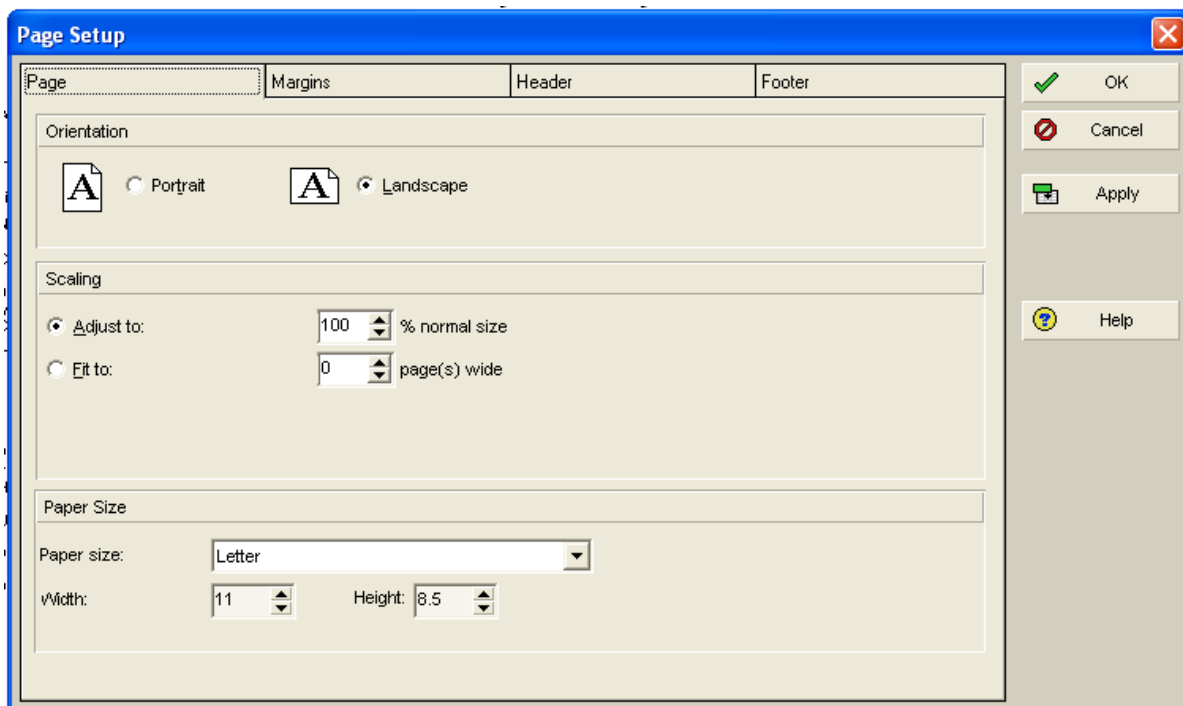 Page Setup
Page Margins Header Footer
OK
Cancel
Apply
Help
Orientation
A Portrait A Landscape
Scaling
Adjust to: 100 % normal size
Fit to: 0 page(s) wide
Paper Size
Paper size: Letter
Width: 11 Height: 8.5